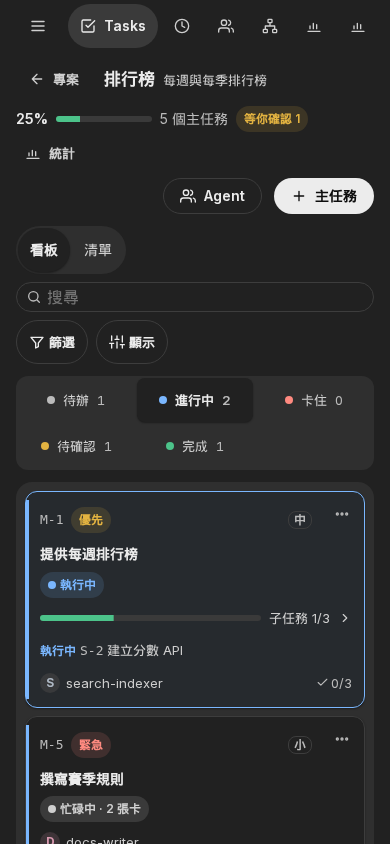 Tasks
專案 排行榜 每週與每季排行榜
25% 5 個主任務 等你確認 1
統計
Agent 主任務
看板 清單
搜尋
篩選 顯示
待辦 1 進行中 2 卡住 0
待確認 1 完成 1
M-1 優先 中
提供每週排行榜
執行中
子任務 1/3
執行中 S-2 建立分數 API
S search-indexer 0/3
M-5 緊急 小
撰寫賽季規則
忙碌中 · 2 張卡
D docs-writer